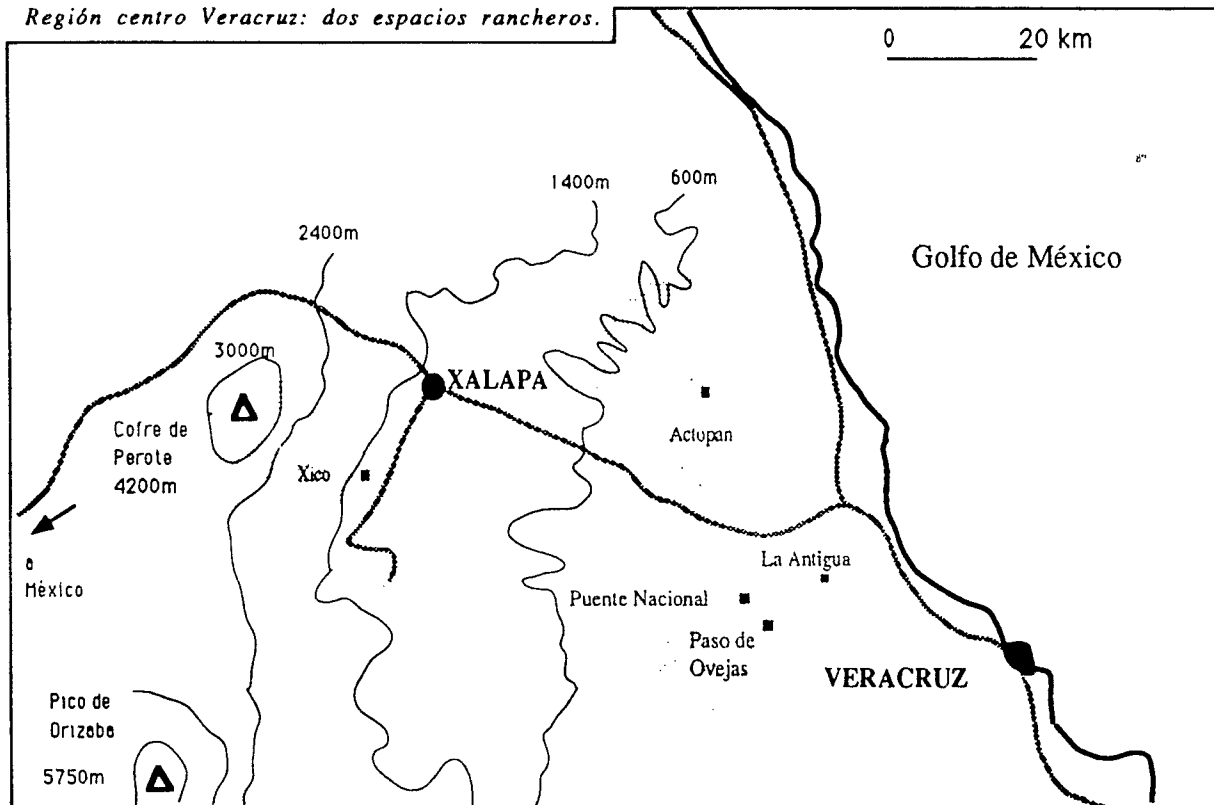 Región centro Veracruz: dos espacios rancheros.
0 20 km
1400m
600m
2400m
Golfo de México
3000m
XALAPA
Cofre de
Perote
4200m
Actopan
Xico
a
México
La Antigua
Puente Nacional
Paso de
Ovejas
VERACRUZ
Pico de
Orizaba
5750m